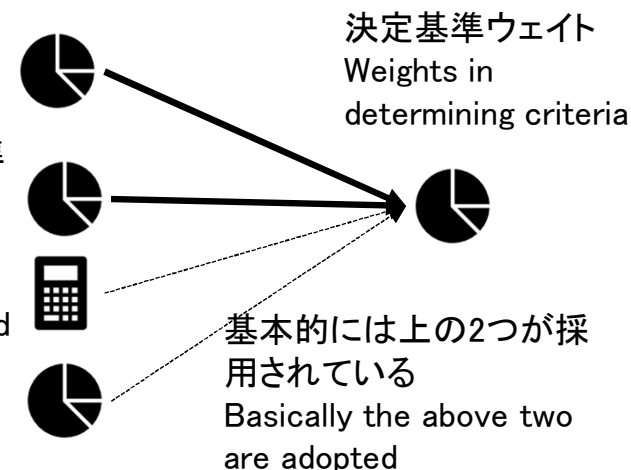 決定基準ウェイト
Weights in
determining criteria
基本的には上の2つが採
用されている
Basically the above two
are adopted